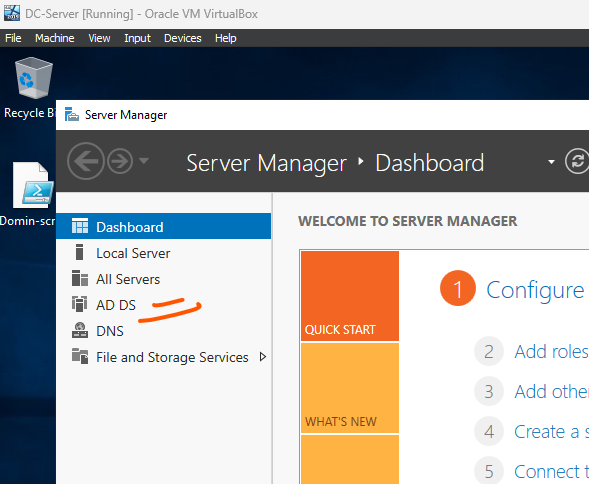 DC-Server [Running] - Oracle VM VirtualBox
File Machine View Input Devices Help
Recycle B
Server Manager
Server Manager ‣ Dashboard
Domin-scr
Dashboard
Local Server
All Servers
AD DS
DNS
File and Storage Services
WELCOME TO SERVER MANAGER
QUICK START
WHAT'S NEW
1 Configure
2 Add roles
3 Add other
4 Create a s
5 Connect t